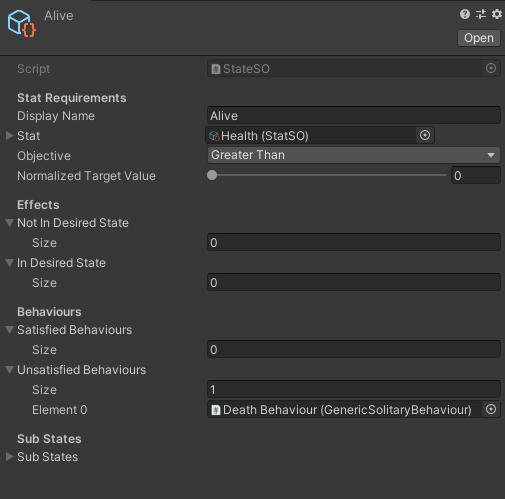 Alive
Open
Script StateSO
Stat Requirements
Display Name Alive
Stat Health (StatSO)
Objective Greater Than
Normalized Target Value 0
Effects
Not In Desired State
Size 0
In Desired State
Size 0
Behaviours
Satisfied Behaviours
Size 0
Unsatisfied Behaviours
Size 1
Element 0 Death Behaviour (GenericSolitaryBehaviour)
Sub States
Sub States